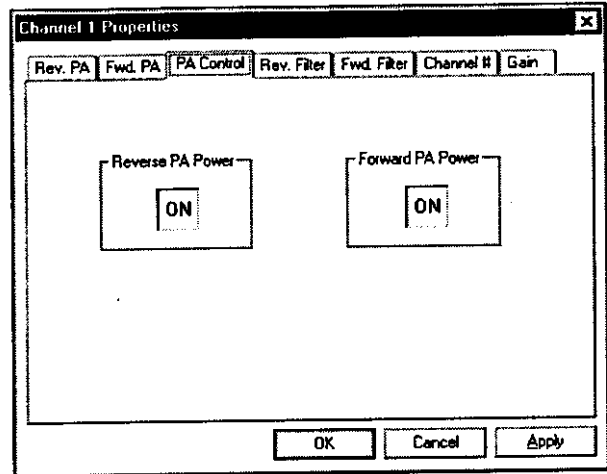 Channel 1 Properties
Rev. PA Fwd. PA PA Control Rev. Filter Fwd. Filter Channel # Gain
Reverse PA Power Forward PA Power
ON ON
OK Cancel Apply